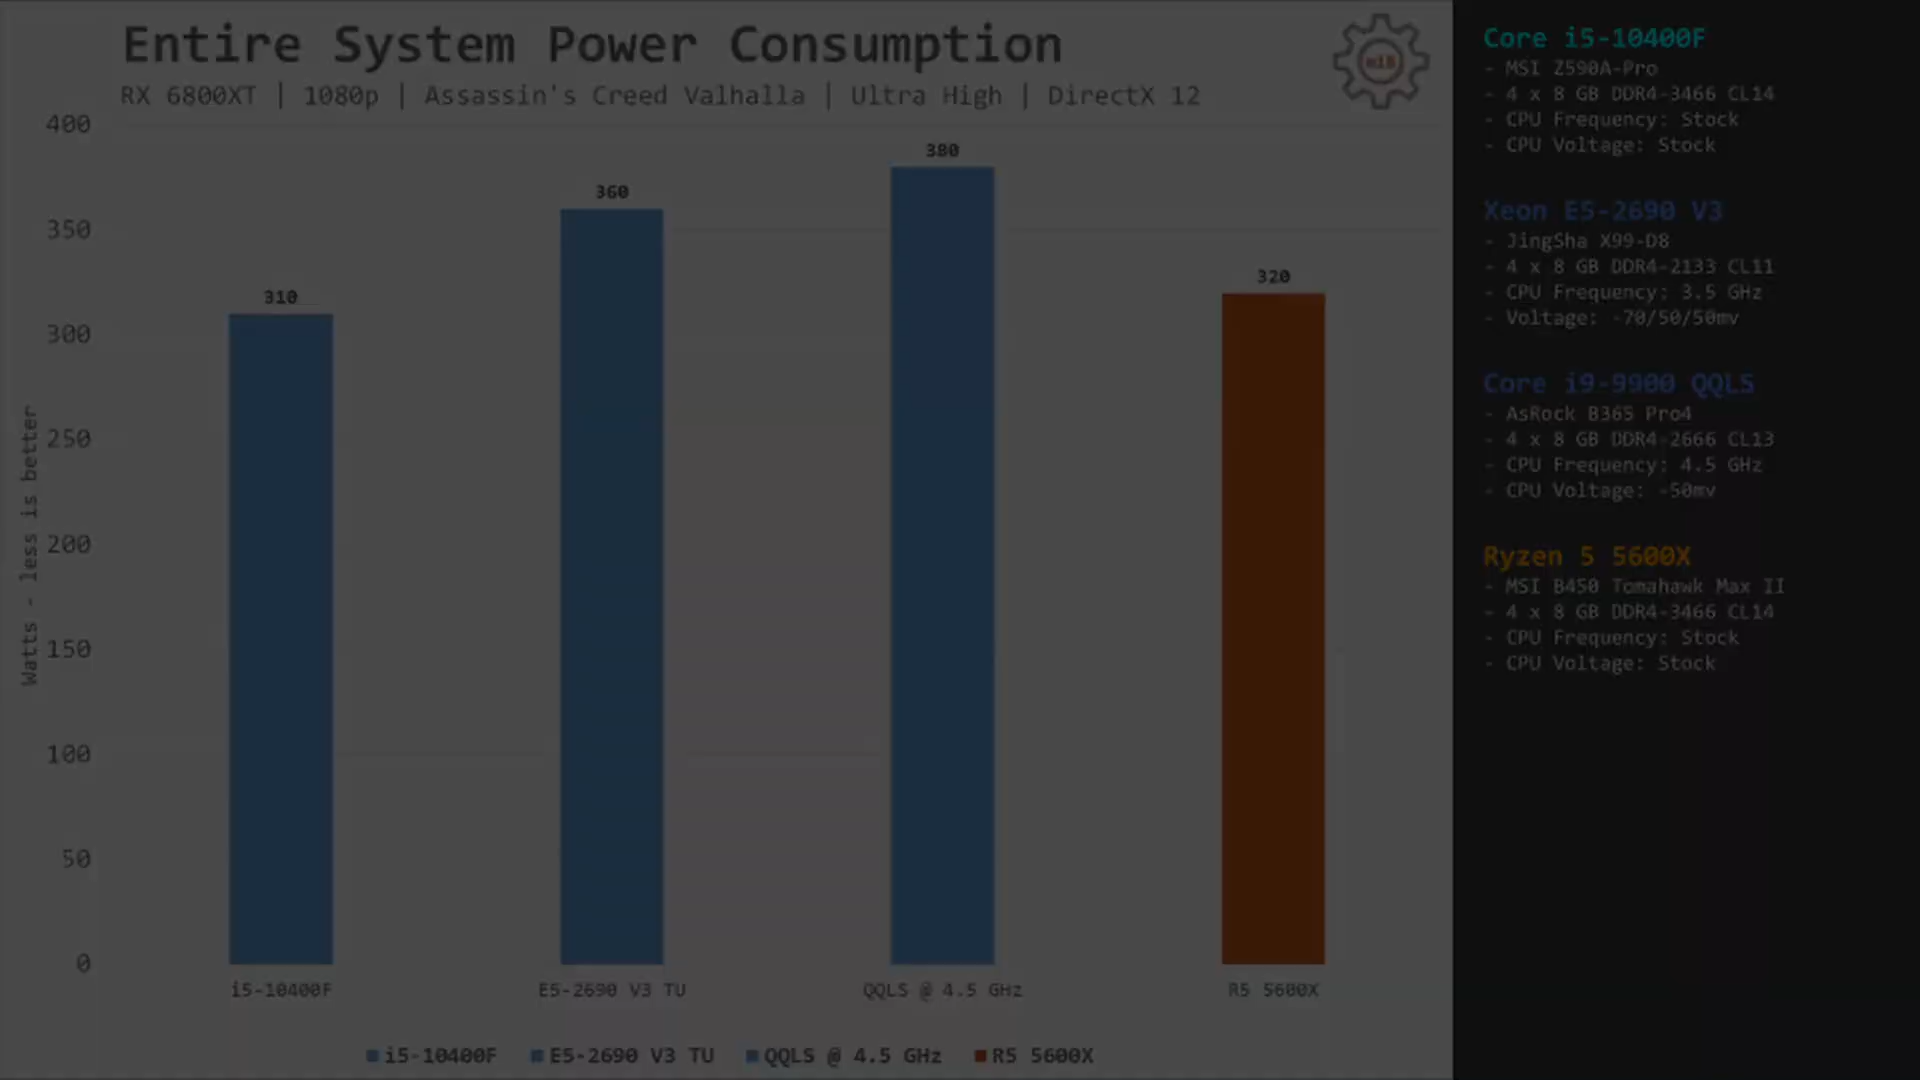 Entire System Power Consumption
RX 6800XT | 1080p | Assassin's Creed Valhalla | Ultra High | DirectX 12
m18
Watts - less is better
400
350
300
250
200
150
100
50
0
310
360
380
320
i5-10400F
E5-2690 V3 TU
QQLS @ 4.5 GHz
R5 5600X
i5-10400F
E5-2690 V3 TU
QQLS @ 4.5 GHz
R5 5600X
Core i5-10400F
- MSI Z590A-Pro
- 4 x 8 GB DDR4-3466 CL14
- CPU Frequency: Stock
- CPU Voltage: Stock
Xeon E5-2690 V3
- JingSha X99-D8
- 4 x 8 GB DDR4-2133 CL11
- CPU Frequency: 3.5 GHz
- Voltage: -70/50/50mv
Core i9-9900 QQLS
- AsRock B365 Pro4
- 4 x 8 GB DDR4-2666 CL13
- CPU Frequency: 4.5 GHz
- CPU Voltage: -50mv
Ryzen 5 5600X
- MSI B450 Tomahawk Max II
- 4 x 8 GB DDR4-3466 CL14
- CPU Frequency: Stock
- CPU Voltage: Stock